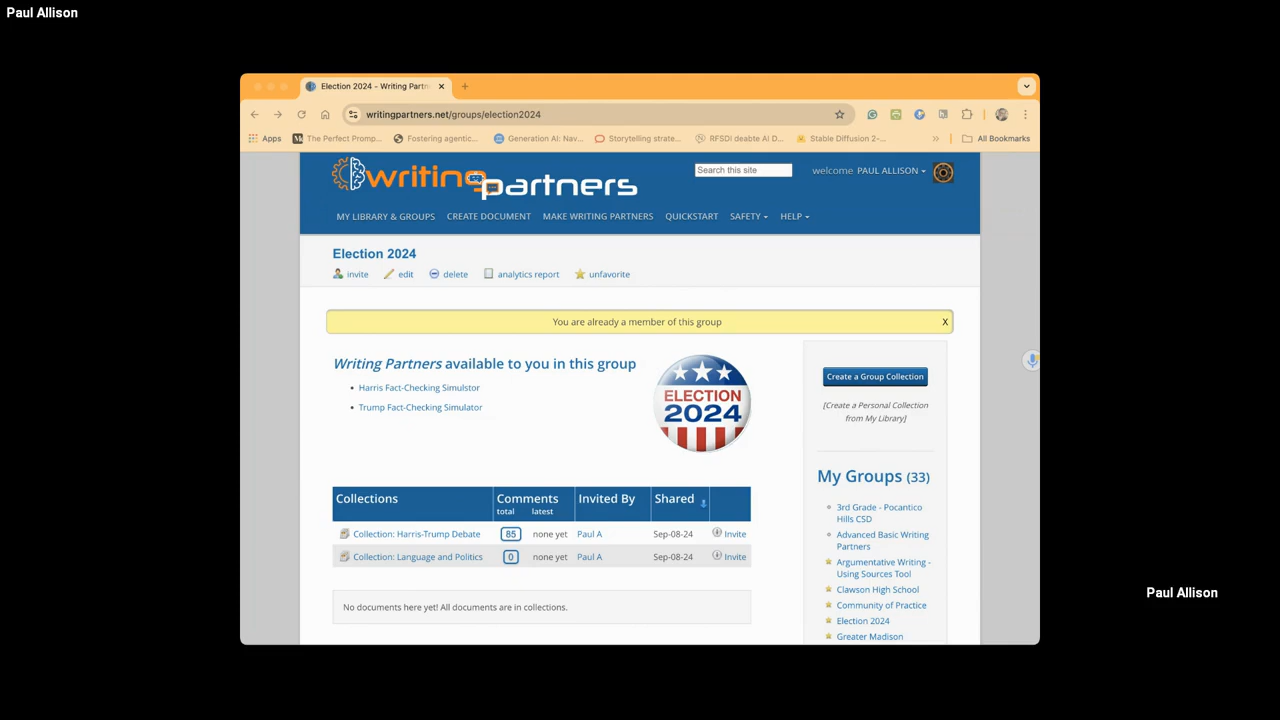 Paul Allison
Election 2024 - Writing Partn
writingpartners.net/groups/election2024
Apps The Perfect Promp... Fostering agentic... Generation AI: Nav... Storytelling strate... RFSDI deabte AI D... Stable Diffusion 2-... All Bookmarks
writing partners
Search this site
welcome PAUL ALLISON
MY LIBRARY & GROUPS CREATE DOCUMENT MAKE WRITING PARTNERS QUICKSTART SAFETY HELP
Election 2024
invite edit delete analytics report unfavorite
You are already a member of this group X
Writing Partners available to you in this group
Harris Fact-Checking Simulstor
Trump Fact-Checking Simulator
ELECTION
2024
Create a Group Collection
[Create a Personal Collection
from My Library]
Collections Comments Invited By Shared
total latest
Collection: Harris-Trump Debate 85 none yet Paul A Sep-08-24 Invite
Collection: Language and Politics 0 none yet Paul A Sep-08-24 Invite
No documents here yet! All documents are in collections.
My Groups (33)
3rd Grade - Pocantico
Hills CSD
Advanced Basic Writing
Partners
Argumentative Writing -
Using Sources Tool
Clawson High School
Community of Practice
Election 2024
Greater Madison
Paul Allison